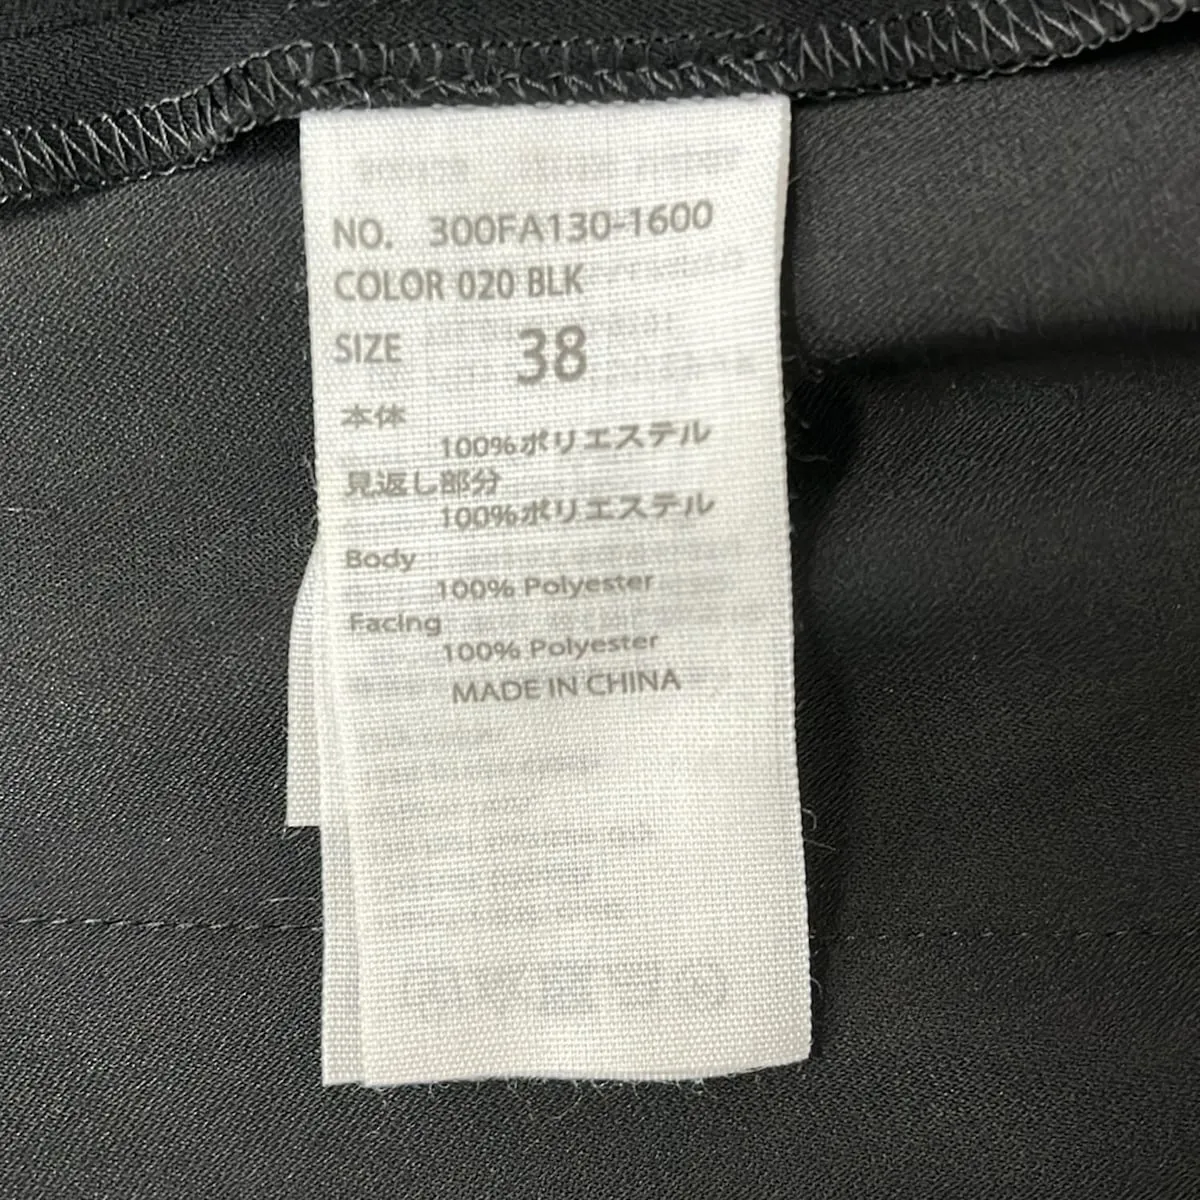 NO. 300FA130-1600
COLOR 020 BLK
SIZE 38
本体
100%ポリエステル
見返し部分
100%ポリエステル
Body
100% Polyester
Facing
100% Polyester
MADE IN CHINA